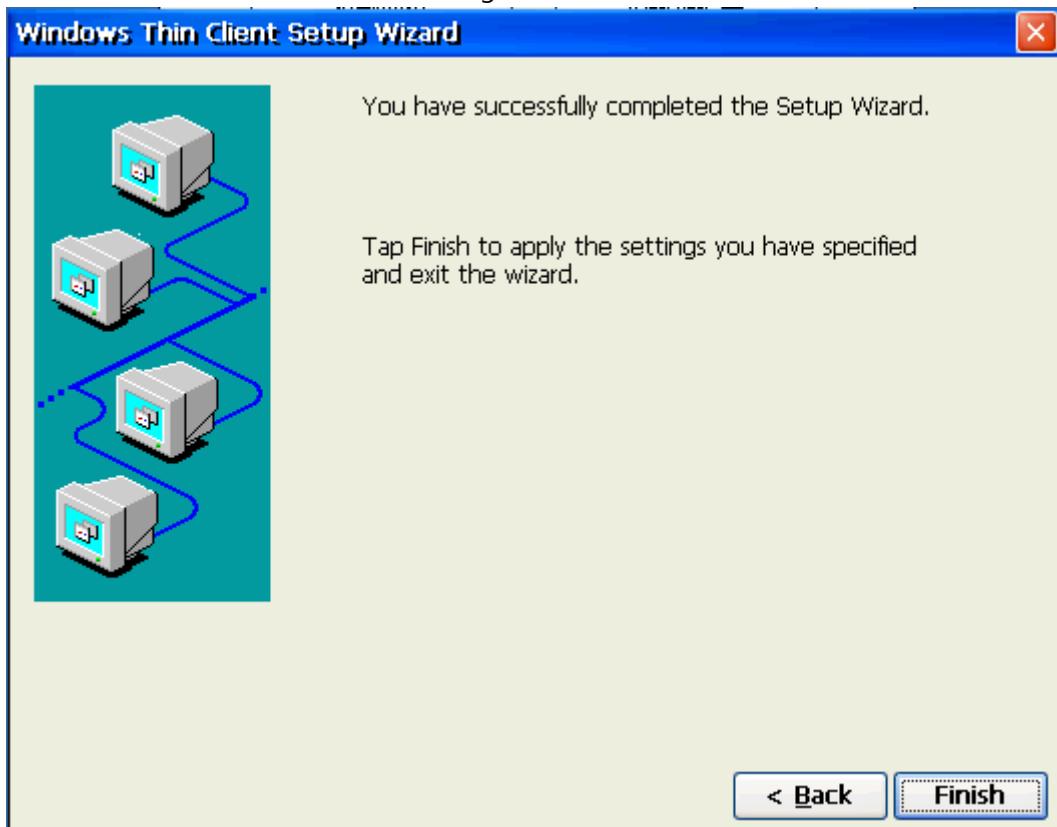 Windows Thin Client Setup Wizard
You have successfully completed the Setup Wizard.
Tap Finish to apply the settings you have specified
and exit the wizard.
< Back
Finish